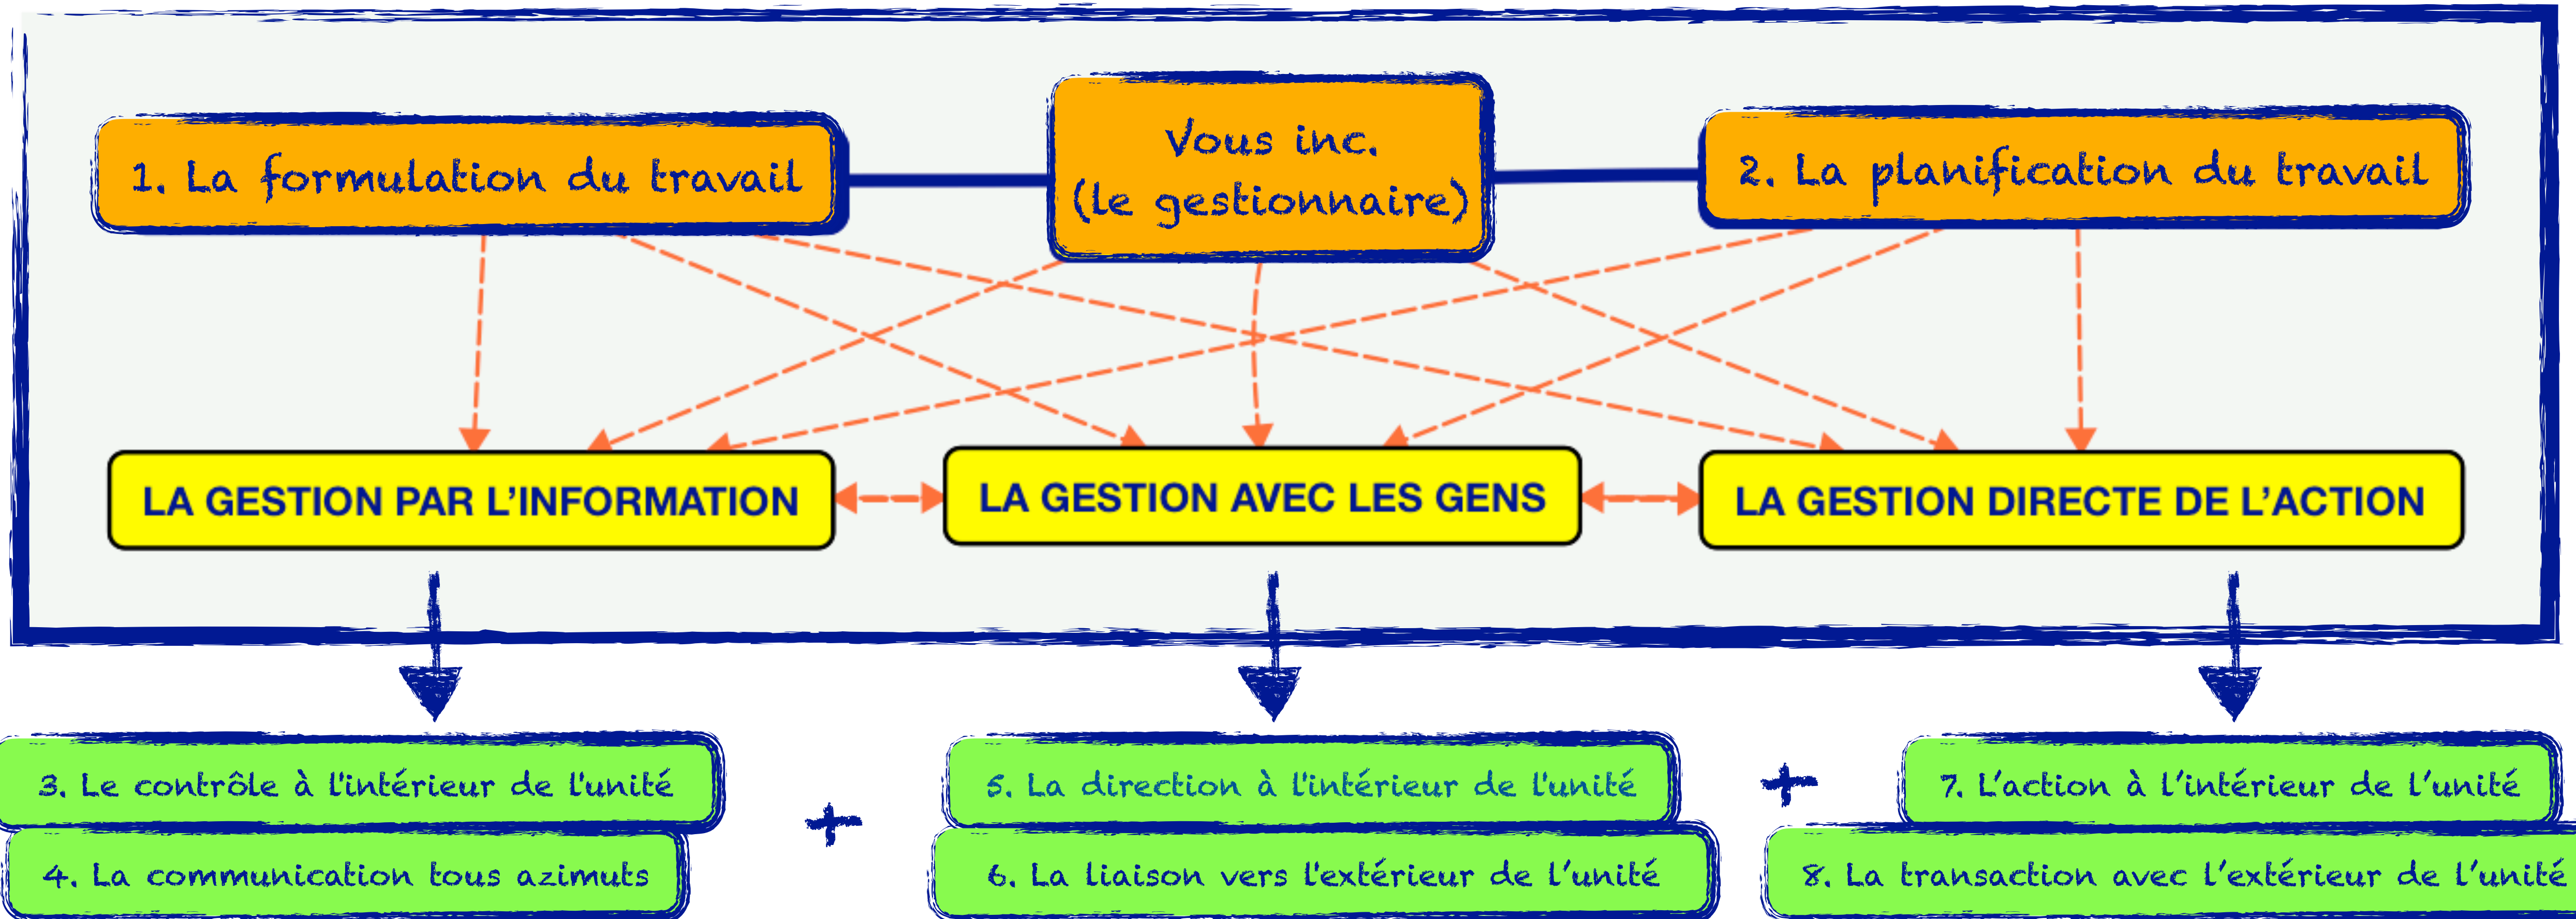 1. La formulation du travail
Vous inc.
(le gestionnaire)
2. La planification du travail
LA GESTION PAR L'INFORMATION
LA GESTION AVEC LES GENS
LA GESTION DIRECTE DE L'ACTION
3. Le contrôle à l'intérieur de l'unité
4. La communication tous azimuts
+
5. La direction à l'intérieur de l'unité
6. La liaison vers l'extérieur de l'unité
+
7. L'action à l'intérieur de l'unité
8. La transaction avec l'extérieur de l'unité